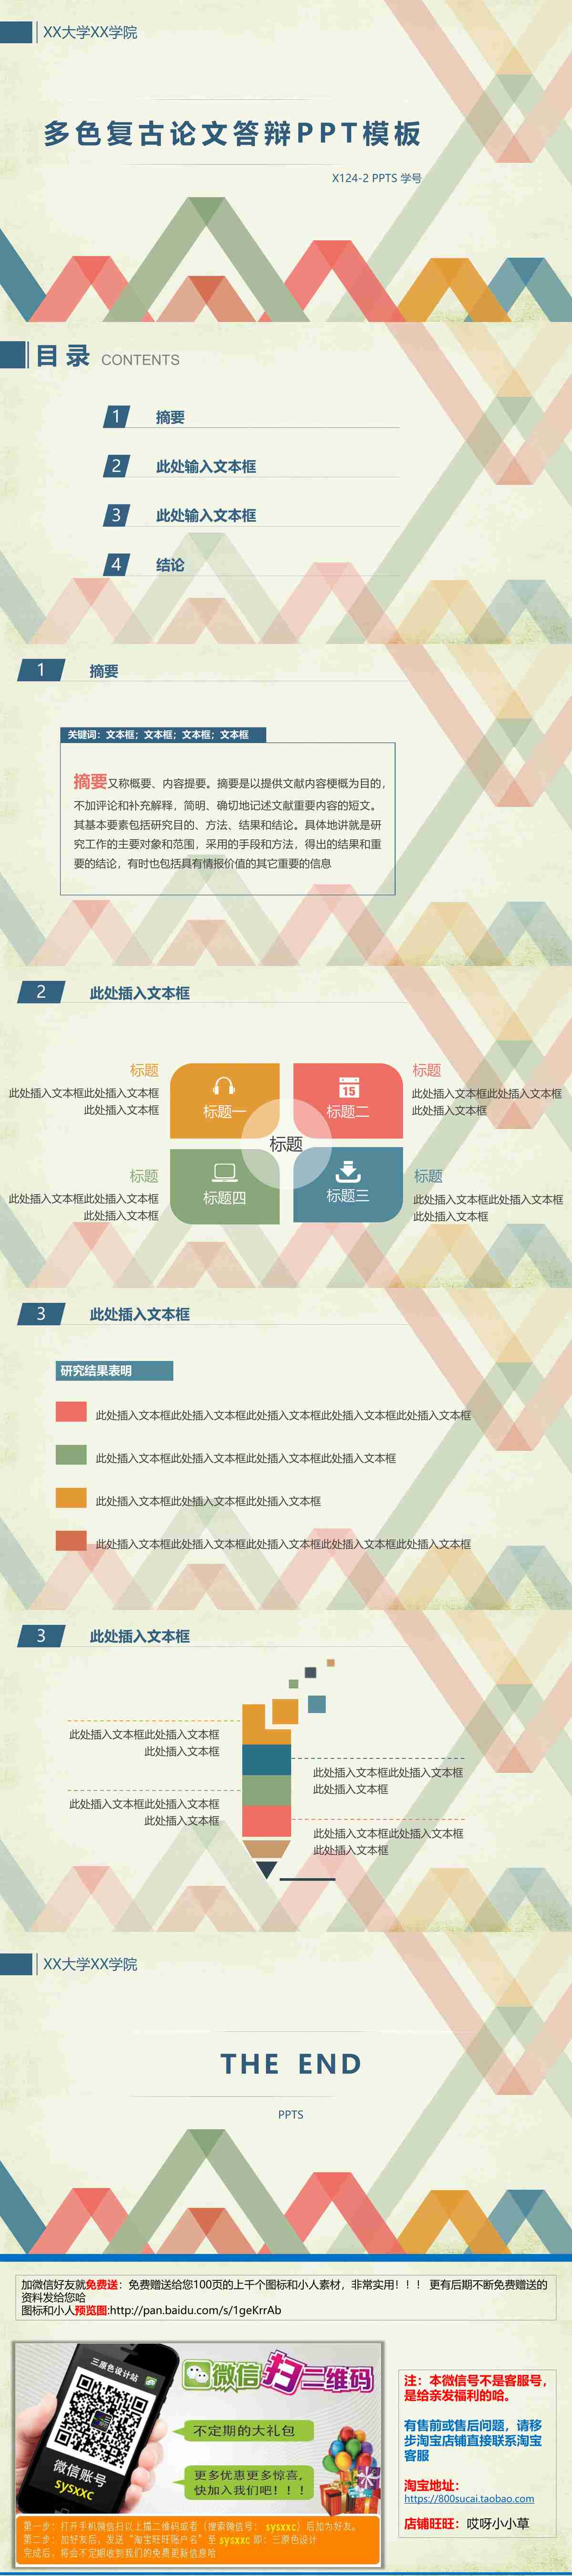 XX大学XX学院
多色复古论文答辩PPT模板
X124-2 PPTS 学号
目录 CONTENTS
1 摘要
2 此处输入文本框
3 此处输入文本框
4 结论
1 摘要
关键词：文本框；文本框；文本框；文本框
摘要又称概要、内容提要。摘要是以提供文献内容梗概为目的，
不加评论和补充解释，简明、确切地记述文献重要内容的短文。
其基本要素包括研究目的、方法、结果和结论。具体地讲就是研
究工作的主要对象和范围，采用的手段和方法，得出的结果和重
要的结论，有时也包括具有情报价值的其它重要的信息
2 此处插入文本框
标题
此处插入文本框此处插入文本框
此处插入文本框
标题一
15
标题二
标题
此处插入文本框此处插入文本框
此处插入文本框
标题
标题
此处插入文本框此处插入文本框
此处插入文本框
标题四
标题三
标题
此处插入文本框此处插入文本框
此处插入文本框
3 此处插入文本框
研究结果表明
此处插入文本框此处插入文本框此处插入文本框此处插入文本框此处插入文本框
此处插入文本框此处插入文本框此处插入文本框此处插入文本框
此处插入文本框此处插入文本框此处插入文本框
此处插入文本框此处插入文本框此处插入文本框此处插入文本框此处插入文本框
3 此处插入文本框
此处插入文本框此处插入文本框
此处插入文本框
此处插入文本框此处插入文本框
此处插入文本框
此处插入文本框此处插入文本框
此处插入文本框
此处插入文本框此处插入文本框
此处插入文本框
XX大学XX学院
THE END
PPTS
加微信好友就免费送：免费赠送给您100页的上千个图标和小人素材，非常实用！！！ 更有后期不断免费赠送的
资料发给您哈
图标和小人预览图:http://pan.baidu.com/s/1geKrrAb
三原色设计站
微信账号
sysxxc
微信扫二维码
不定期的大礼包
更多优惠更多惊喜，
快加入我们吧！！！
第一步：打开手机微信扫以上描二维码或者（搜索微信号： sysxxc）后加为好友。
第二步：加好友后，发送“淘宝旺旺账户名”至 sysxxc 即：三原色设计
完成后，将会不定期收到我们的免费更新信息哈
注：本微信号不是客服号，
是给亲发福利的哈。
有售前或售后问题，请移
步淘宝店铺直接联系淘宝
客服
淘宝地址：
https://800sucai.taobao.com
店铺旺旺：哎呀小小草